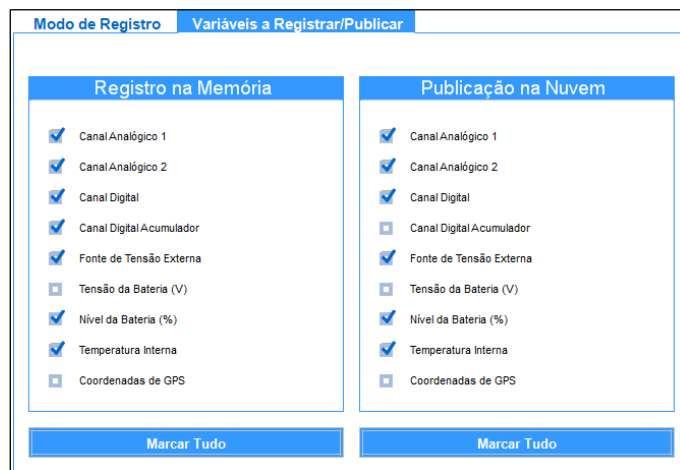 Modo de Registro
Variáveis a Registrar/Publicar
Registro na Memória
Canal Analógico 1
Canal Analógico 2
Canal Digital
Canal Digital Acumulador
Fonte de Tensão Externa
Tensão da Bateria (V)
Nível da Bateria (%)
Temperatura Interna
Coordenadas de GPS
Marcar Tudo
Publicação na Nuvem
Canal Analógico 1
Canal Analógico 2
Canal Digital
Canal Digital Acumulador
Fonte de Tensão Externa
Tensão da Bateria (V)
Nível da Bateria (%)
Temperatura Interna
Coordenadas de GPS
Marcar Tudo